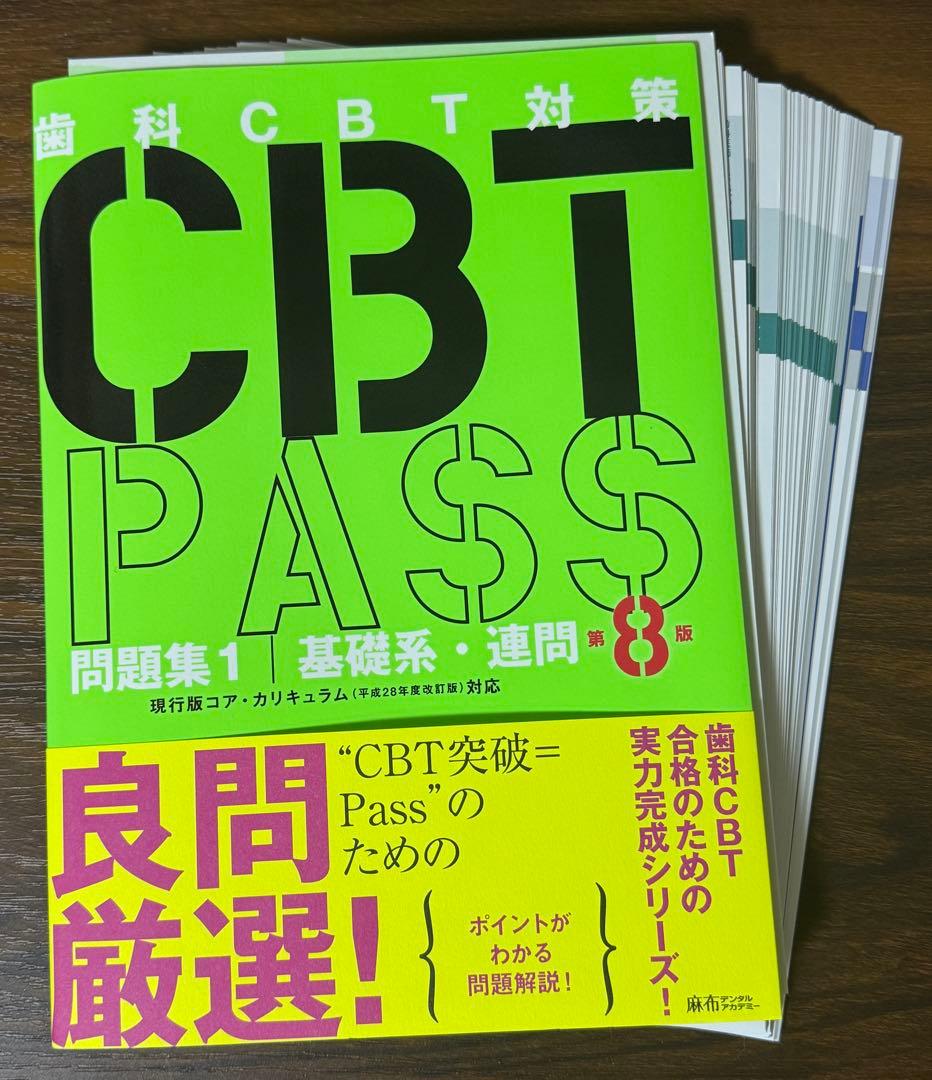 歯科CBT対策
CBT
PASS
問題集1 基礎系・連問 第8版
現行版コア・カリキュラム(平成28年度改訂版)対応
良問
厳選!
“CBT突破=
Pass”の
ための
ポイントが
わかる
問題解説!
歯科CBT
合格のための
実力完成シリーズ!
麻布デンタル
アカデミー